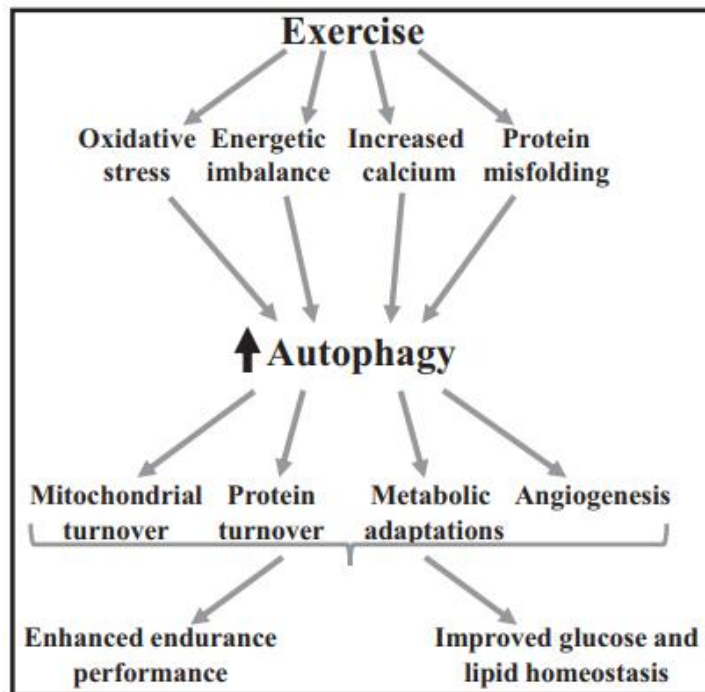 Exercise
Oxidative stress
Energetic imbalance
Increased calcium
Protein misfolding
Autophagy
Mitochondrial turnover
Protein turnover
Metabolic adaptations
Angiogenesis
Enhanced endurance performance
Improved glucose and lipid homeostasis